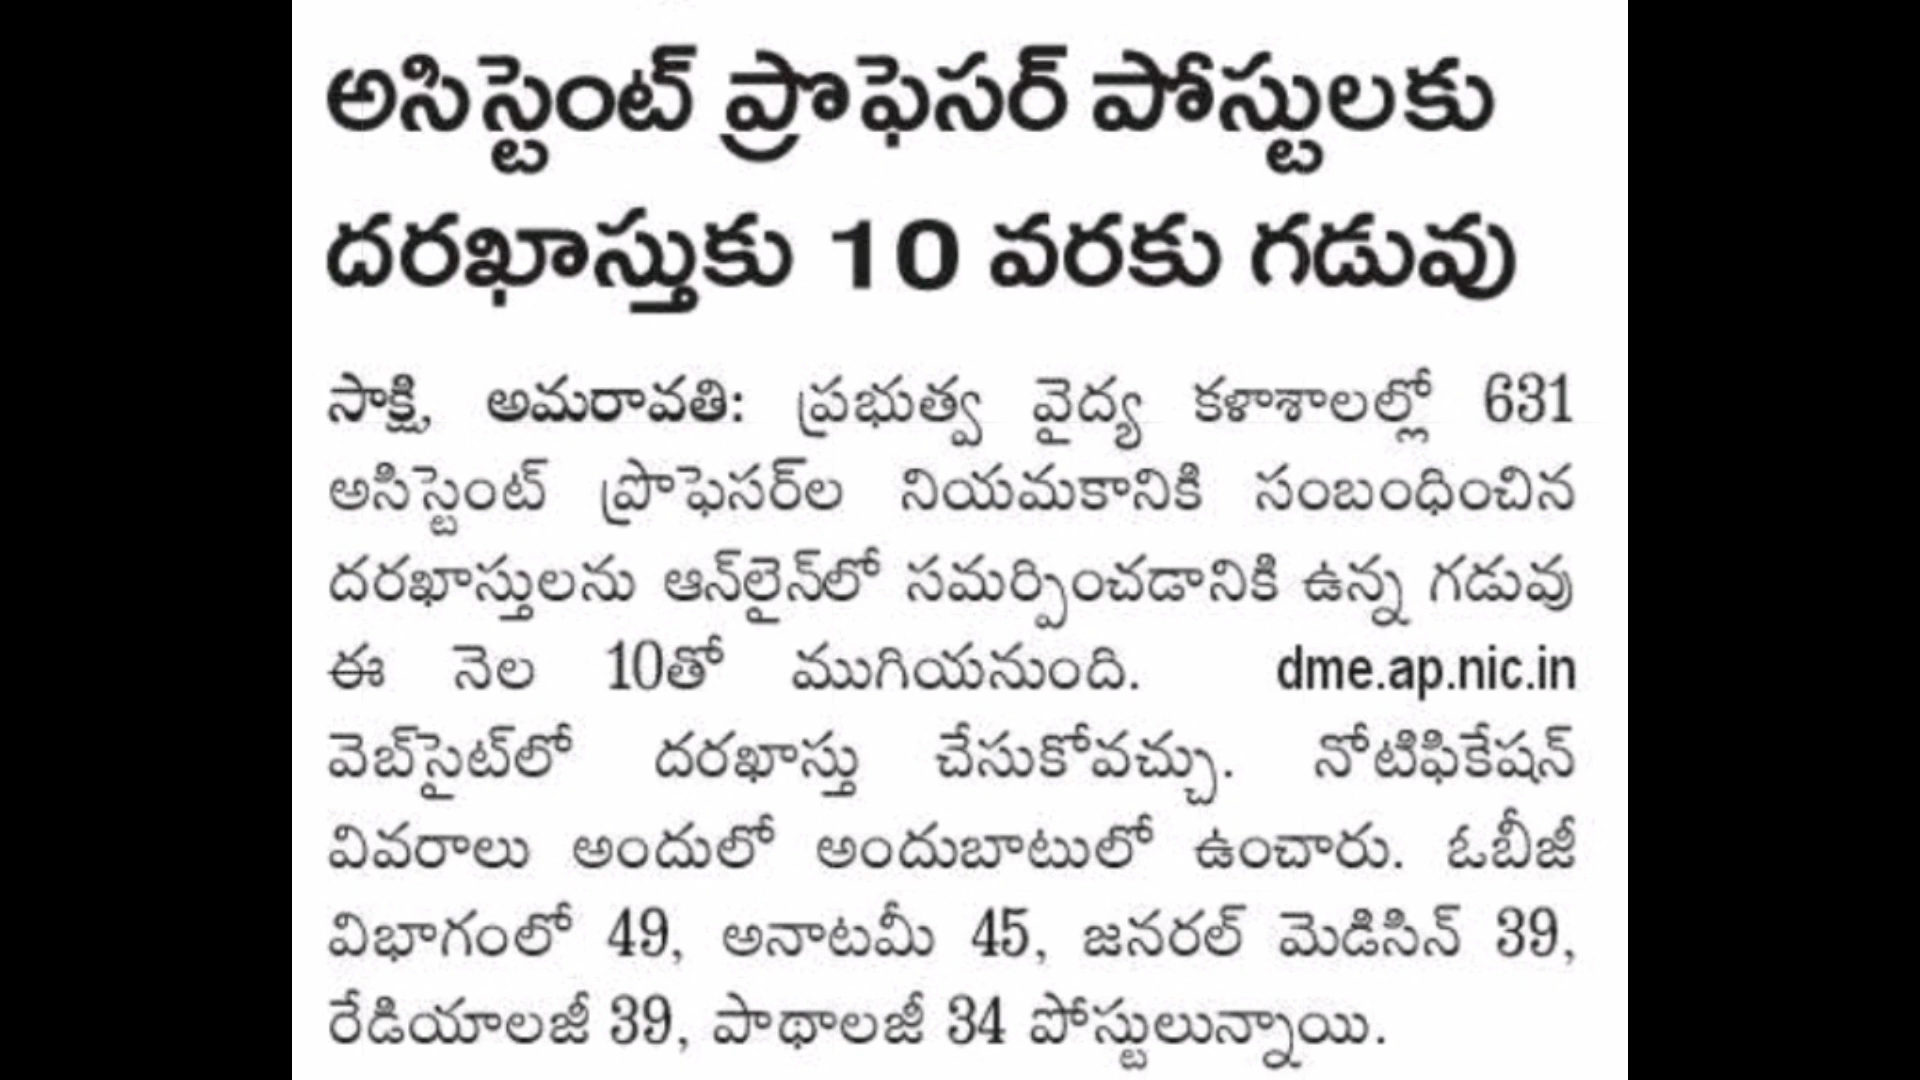 అసిస్టెంట్ ప్రొఫెసర్ పోస్టులకు
దరఖాస్తుకు 10 వరకు గడువు
సాక్షి, అమరావతి: ప్రభుత్వ వైద్య కళాశాలల్లో 631
అసిస్టెంట్ ప్రొఫెసర్‌ల నియమకానికి సంబంధించిన
దరఖాస్తులను ఆన్‌లైన్‌లో సమర్పించడానికి ఉన్న గడువు
ఈ నెల 10తో ముగియనుంది. dme.ap.nic.in
వెబ్‌సైట్‌లో దరఖాస్తు చేసుకోవచ్చు. నోటిఫికేషన్
వివరాలు అందులో అందుబాటులో ఉంచారు. ఓబీజీ
విభాగంలో 49, అనాటమీ 45, జనరల్ మెడిసిన్ 39,
రేడియాలజీ 39, పాథాలజీ 34 పోస్టులున్నాయి.